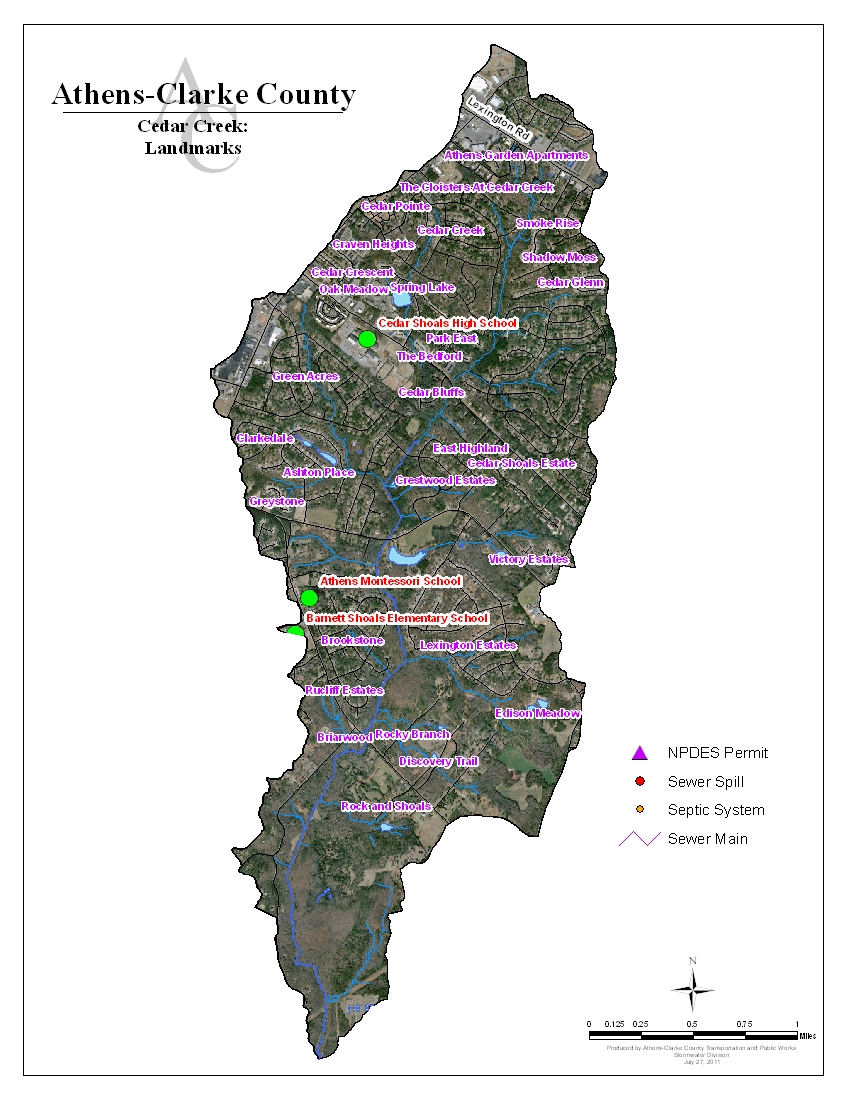 AC
Athens-Clarke County
Cedar Creek:
Landmarks
Lexington Rd
Athens Garden Apartments
The Cloisters At Cedar Creek
Cedar Pointe
Smoke Rise
Cedar Creek
Craven Heights
Shadow Moss
Cedar Crescent
Cedar Glenn
Oak Meadow
Spring Lake
Cedar Shoals High School
Park East
The Bedford
Green Acres
Cedar Bluffs
Clarkedale
East Highland
Cedar Shoals Estate
Ashton Place
Crestwood Estates
Greystone
Victory Estates
Athens Montessori School
Barnett Shoals Elementary School
Brookstone
Lexington Estates
Rucliff Estates
Edison Meadow
Briarwood
Rocky Branch
Discovery Trail
Rock and Shoals
NPDES Permit
Sewer Spill
Septic System
Sewer Main
N
0 0.125 0.25 0.5 0.75 1
Miles
Produced by Athens-Clarke County Transportation and Public Works
Stormwater Division
July 27, 2011